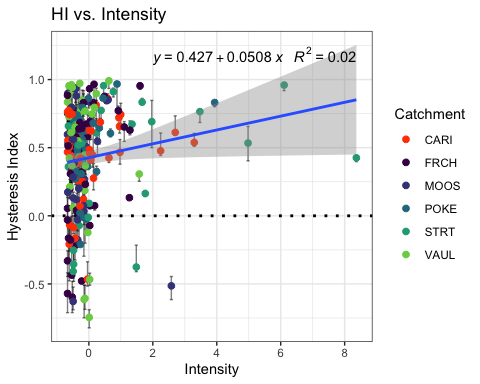 HI vs. Intensity
y = 0.427 + 0.0508 x R² = 0.02
1.0
0.5
0.0
-0.5
Hysteresis Index
0 2 4 6 8
Intensity
Catchment
CARI
FRCH
MOOS
POKE
STRT
VAUL